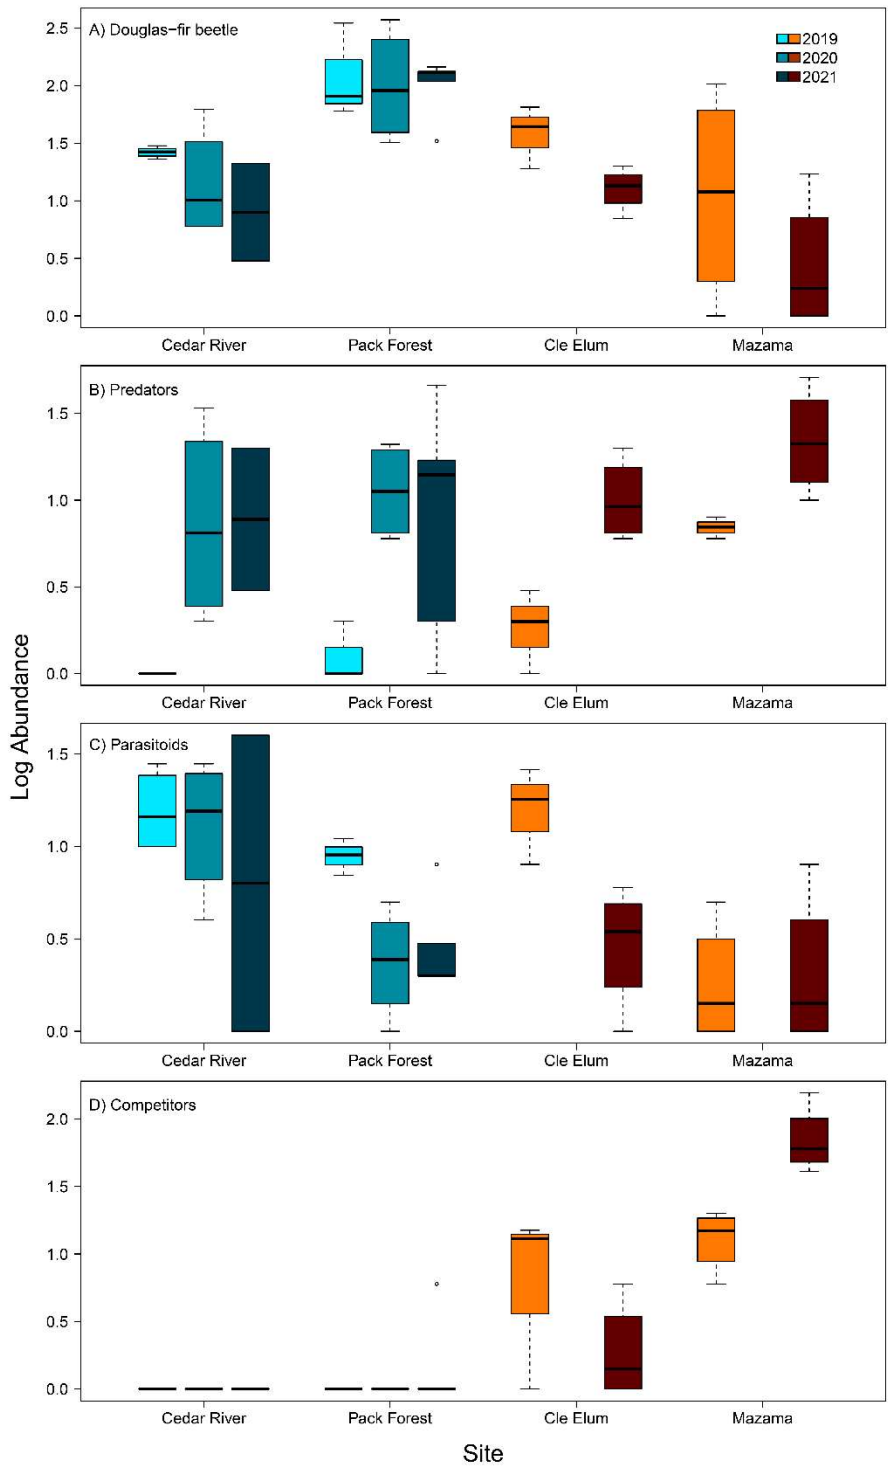 A) Douglas−fir beetle
2019
2020
2021
2.5
2.0
1.5
1.0
0.5
0.0
Cedar River Pack Forest Cle Elum Mazama
B) Predators
1.5
1.0
0.5
0.0
Cedar River Pack Forest Cle Elum Mazama
Log Abundance
C) Parasitoids
1.5
1.0
0.5
0.0
Cedar River Pack Forest Cle Elum Mazama
D) Competitors
2.0
1.5
1.0
0.5
0.0
Cedar River Pack Forest Cle Elum Mazama
Site